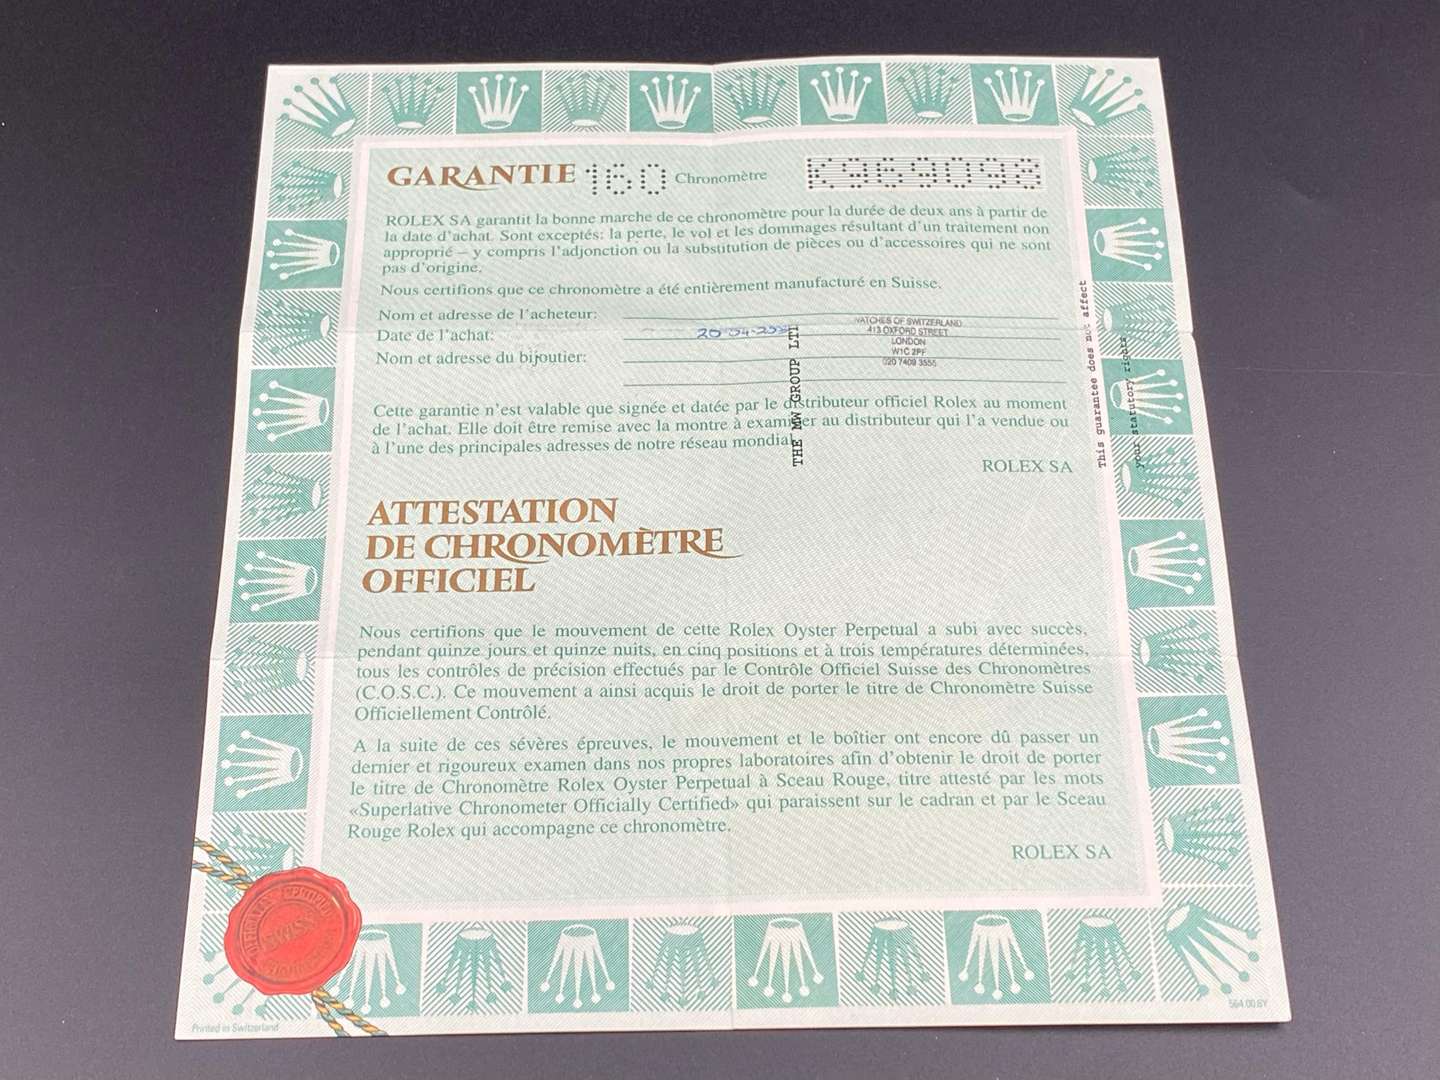 GARANTIE 160 Chronomètre K969098
ROLEX SA garantit la bonne marche de ce chronomètre pour la durée de deux ans à partir de
la date d'achat. Sont exceptés: la perte, le vol et les dommages résultant d'un traitement non
approprié – y compris l'adjonction ou la substitution de pièces ou d'accessoires qui ne sont
pas d'origine.
Nous certifions que ce chronomètre a été entièrement manufacturé en Suisse.
Nom et adresse de l'acheteur:
Date de l'achat:
Nom et adresse du bijoutier:
WATCHES OF SWITZERLAND
413 OXFORD STREET
LONDON
W1C 2PF
020 7409 3555
THE MW GROUP LTD
This guarantee does not affect
your statutory rights
Cette garantie n'est valable que signée et datée par le distributeur officiel Rolex au moment
de l'achat. Elle doit être remise avec la montre à examiner au distributeur qui l'a vendue ou
à l'une des principales adresses de notre réseau mondial
ROLEX SA
ATTESTATION
DE CHRONOMÈTRE
OFFICIEL
Nous certifions que le mouvement de cette Rolex Oyster Perpetual a subi avec succès,
pendant quinze jours et quinze nuits, en cinq positions et à trois températures déterminées,
tous les contrôles de précision effectués par le Contrôle Officiel Suisse des Chronomètres
(C.O.S.C.). Ce mouvement a ainsi acquis le droit de porter le titre de Chronomètre Suisse
Officiellement Contrôlé.
A la suite de ces sévères épreuves, le mouvement et le boîtier ont encore dû passer un
dernier et rigoureux examen dans nos propres laboratoires afin d'obtenir le droit de porter
le titre de Chronomètre Rolex Oyster Perpetual à Sceau Rouge, titre attesté par les mots
«Superlative Chronometer Officially Certified» qui paraissent sur le cadran et par le Sceau
Rouge Rolex qui accompagne ce chronomètre.
ROLEX SA
SWISS
Printed in Switzerland
564.00.6Y